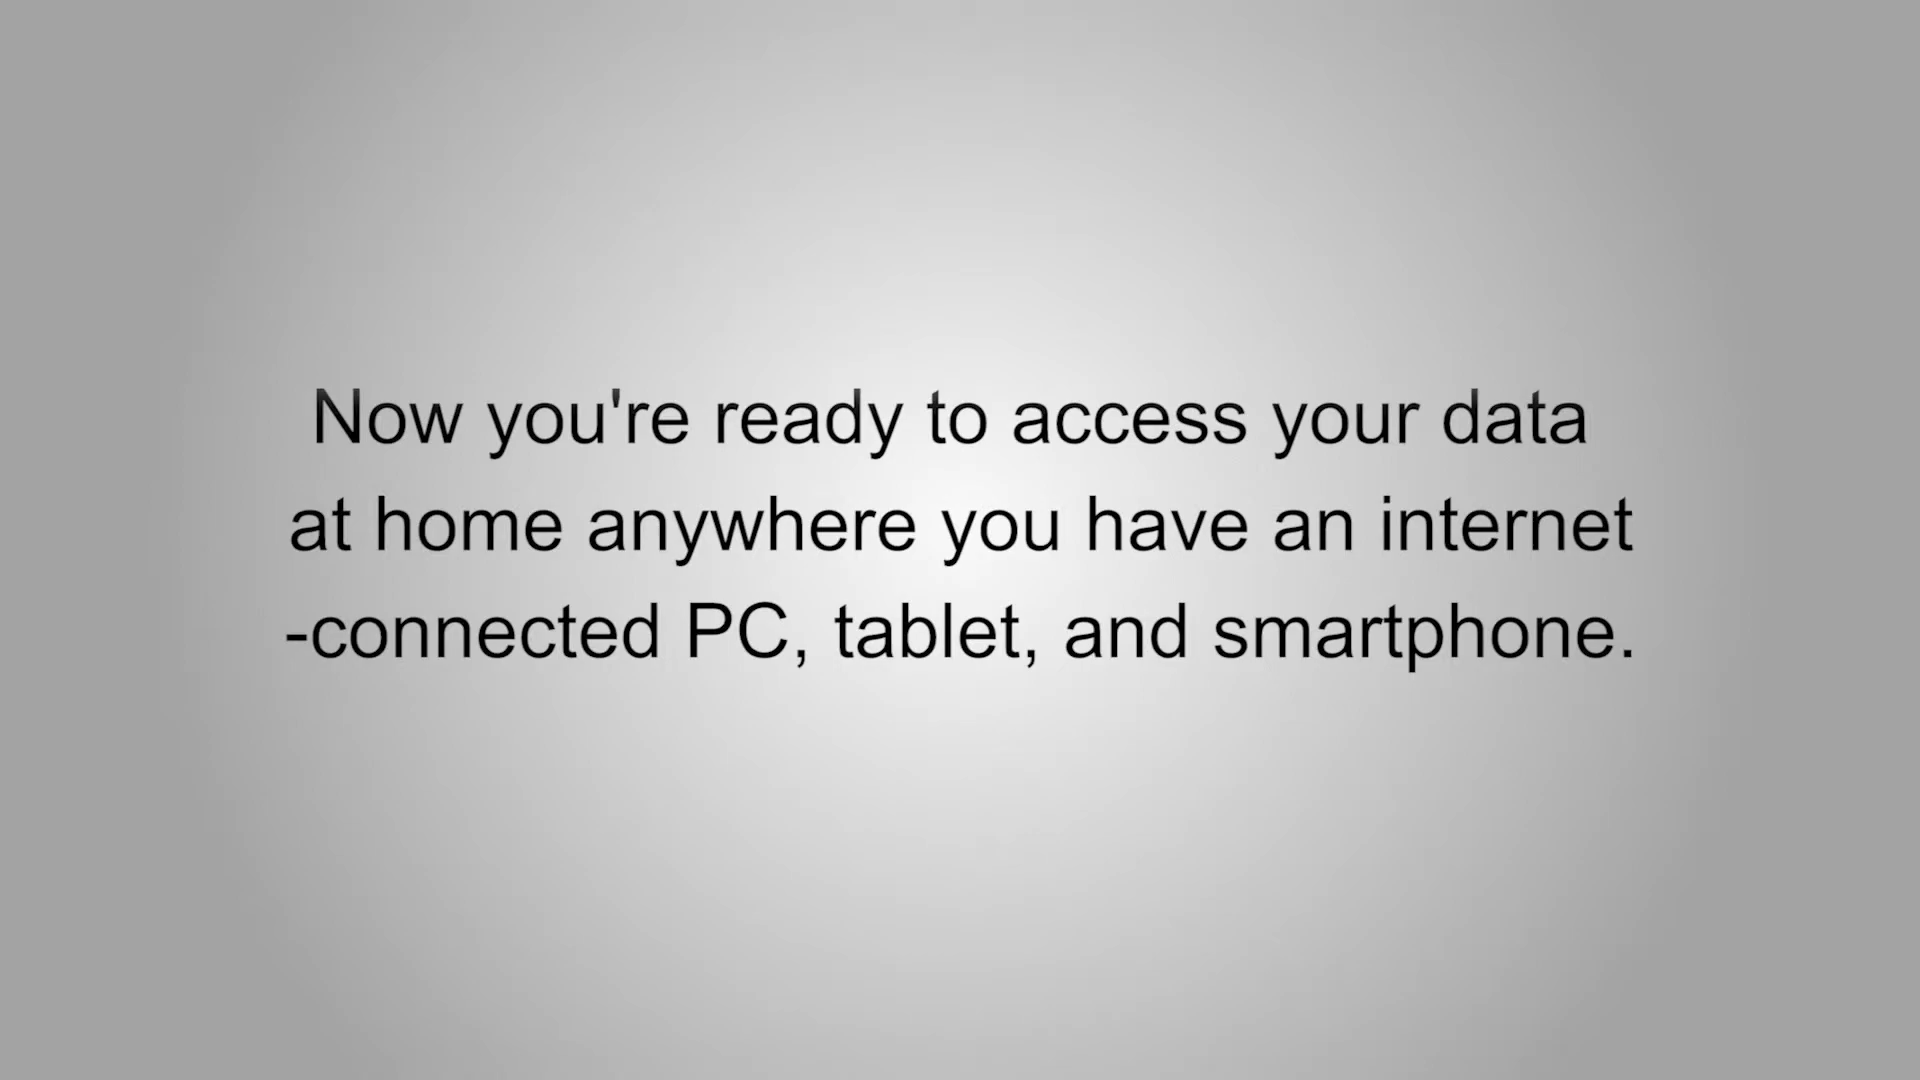 Now you're ready to access your data
at home anywhere you have an internet
-connected PC, tablet, and smartphone.